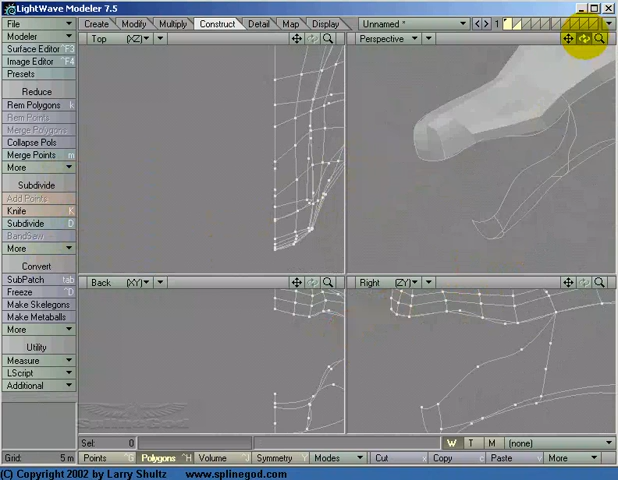 LightWave Modeler 7.5
File Create Modify Multiply Construct Detail Map Display Unnamed * 1
Modeler Top (XZ) Perspective
Surface Editor F3
Image Editor ^F4
Presets
Reduce
Rem Polygons k
Rem Points
Merge Polygons
Collapse Pols
Merge Points m
More
Subdivide
Add Points
Knife K
Subdivide D
BandSaw
More
Convert
SubPatch tab
Freeze ^D
Make Skelegons
Make Metaballs
More
Utility
Measure
LScript
Additional
Back (XY) Right (ZY)
Sel: 0 W T M (none)
Grid: 5 m Points ^G Polygons ^H Volume ^J Symmetry ^Y Modes Cut x Copy c Paste v More
(C) Copyright 2002 by Larry Shultz www.splinegod.com